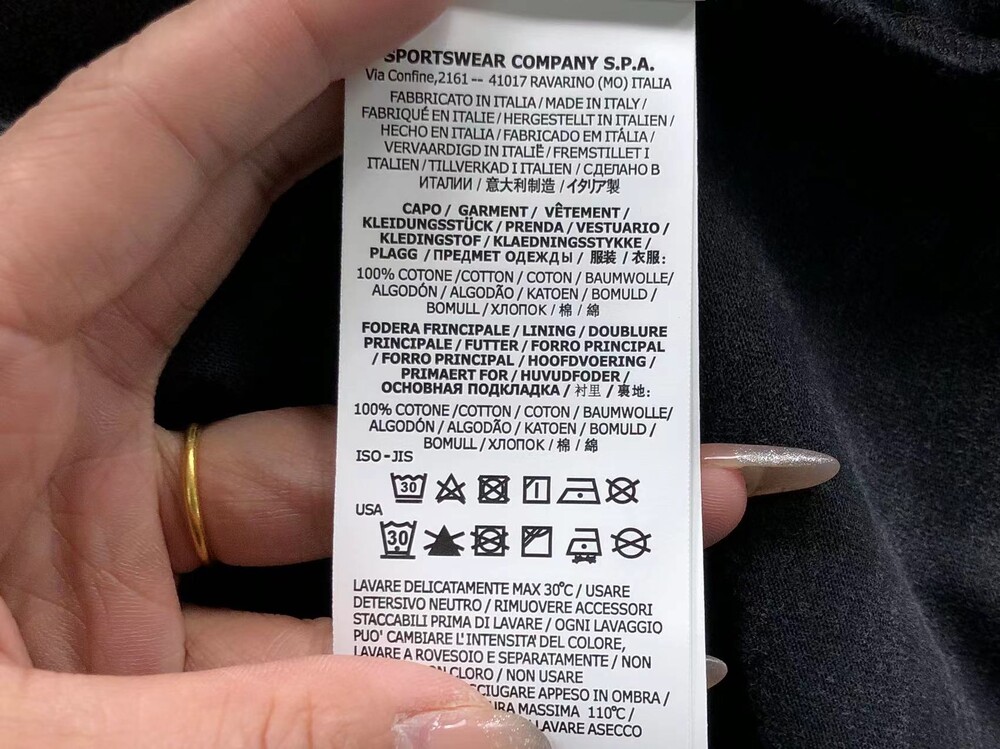 SPORTSWEAR COMPANY S.P.A.
Via Confine,2161 -- 41017 RAVARINO (MO) ITALIA
FABBRICATO IN ITALIA / MADE IN ITALY /
FABRIQUÉ EN ITALIE / HERGESTELLT IN ITALIEN /
HECHO EN ITALIA / FABRICADO EM ITÁLIA /
VERVAARDIGD IN ITALIË / FREMSTILLET I
ITALIEN / TILLVERKAD I ITALIEN / СДЕЛАНО В
ИТАЛИИ / 意大利制造 / イタリア製
CAPO / GARMENT / VÊTEMENT /
KLEIDUNGSSTÜCK / PRENDA / VESTUARIO /
KLEDINGSTOF / KLAEDNINGSSTYKKE /
PLAGG / ПРЕДМЕТ ОДЕЖДЫ / 服装 / 衣服:
100% COTONE /COTTON / COTON / BAUMWOLLE/
ALGODÓN / ALGODÃO / KATOEN / BOMULD /
BOMULL / ХЛОПОК / 棉 / 綿
FODERA FRINCIPALE / LINING / DOUBLURE
PRINCIPALE / FUTTER / FORRO PRINCIPAL
/ FORRO PRINCIPAL / HOOFDVOERING /
PRIMAERT FOR / HUVUDFODER /
ОСНОВНАЯ ПОДКЛАДКА / 衬里 / 裏地:
100% COTONE /COTTON / COTON / BAUMWOLLE/
ALGODÓN / ALGODÃO / KATOEN / BOMULD /
BOMULL / ХЛОПОК / 棉 / 綿
ISO-JIS
30
USA
30
LAVARE DELICATAMENTE MAX 30°C / USARE
DETERSIVO NEUTRO / RIMUOVERE ACCESSORI
STACCABILI PRIMA DI LAVARE / OGNI LAVAGGIO
PUO' CAMBIARE L'INTENSITA' DEL COLORE,
LAVARE A ROVESOIO E SEPARATAMENTE / NON
CLORO / NON USARE
APPESO IN OMBRA /
MASSIMA 110°C /
LAVARE ASECCO